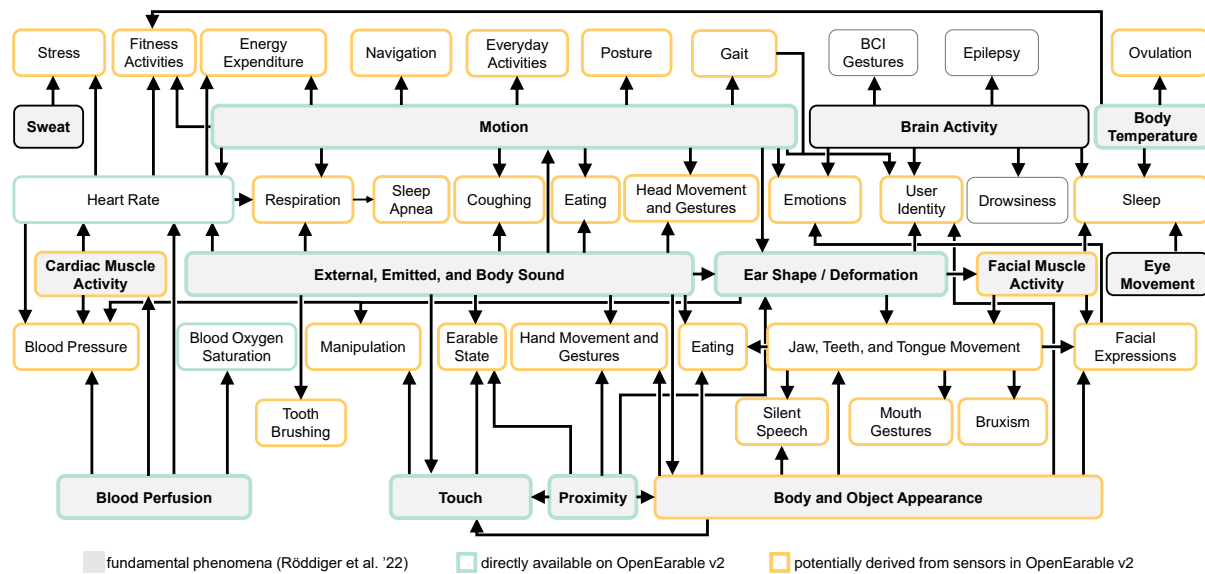 Stress
Fitness
Activities
Energy
Expenditure
Navigation
Everyday
Activities
Posture
Gait
BCI
Gestures
Epilepsy
Ovulation
Sweat
Motion
Brain Activity
Body
Temperature
Heart Rate
Respiration
Sleep
Apnea
Coughing
Eating
Head Movement
and Gestures
Emotions
User
Identity
Drowsiness
Sleep
Cardiac Muscle
Activity
External, Emitted, and Body Sound
Ear Shape / Deformation
Facial Muscle
Activity
Eye
Movement
Blood Pressure
Blood Oxygen
Saturation
Manipulation
Earable
State
Hand Movement and
Gestures
Eating
Jaw, Teeth, and Tongue Movement
Facial
Expressions
Tooth
Brushing
Silent
Speech
Mouth
Gestures
Bruxism
Blood Perfusion
Touch
Proximity
Body and Object Appearance
fundamental phenomena (Röddiger et al. '22)
directly available on OpenEarable v2
potentially derived from sensors in OpenEarable v2